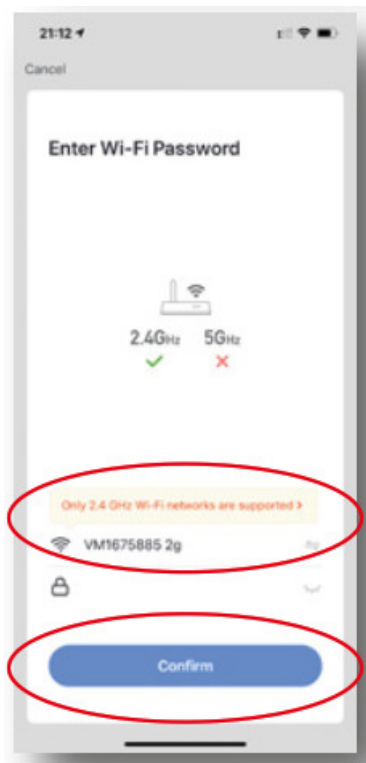 21:12
Cancel
Enter Wi-Fi Password
2.4GHz 5GHz
Only 2.4 GHz Wi-Fi networks are supported >
VM1675885 2g
Confirm